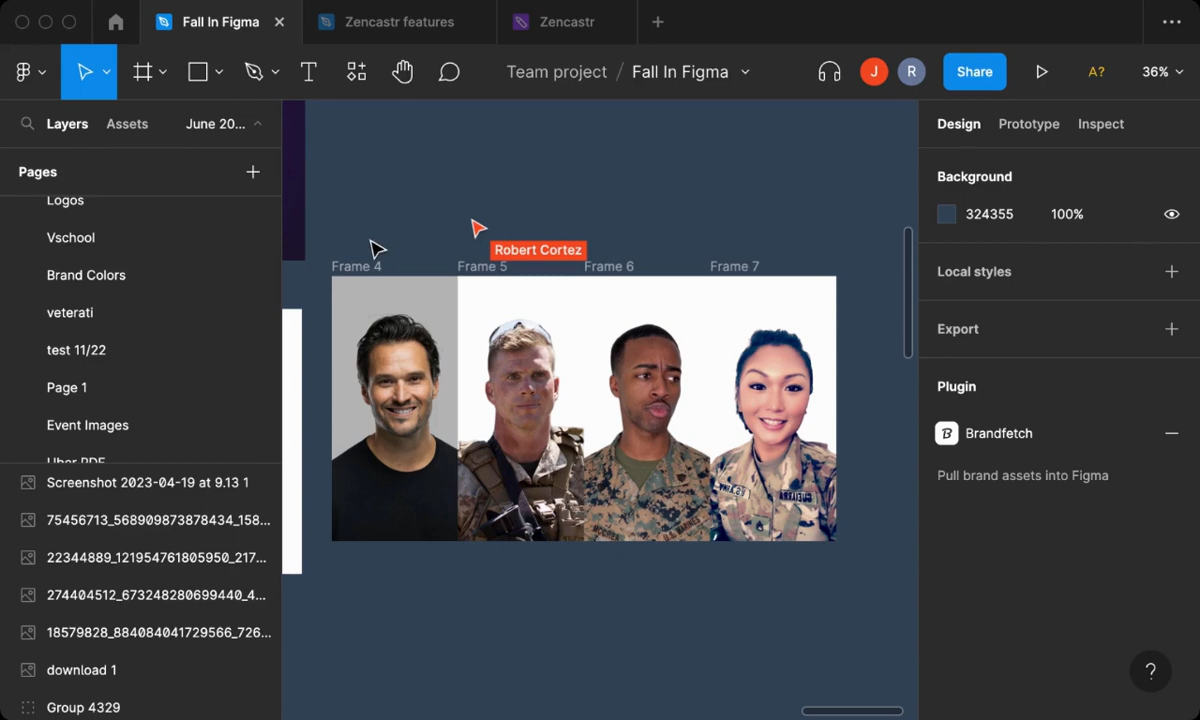 Fall In Figma
Zencastr features
Zencastr
Team project / Fall In Figma
J
R
Share
A?
36%
Layers
Assets
June 20...
Pages
Logos
Vschool
Brand Colors
veterati
test 11/22
Page 1
Event Images
Uber PDF
Screenshot 2023-04-19 at 9.13 1
75456713_568909873878434_158...
22344889_121954761805950_217...
274404512_673248280699440_4...
18579828_884084041729566_726...
download 1
Group 4329
Robert Cortez
Frame 4
Frame 5
Frame 6
Frame 7
U.S. MARINES
Design
Prototype
Inspect
Background
324355
100%
Local styles
Export
Plugin
B
Brandfetch
Pull brand assets into Figma
?